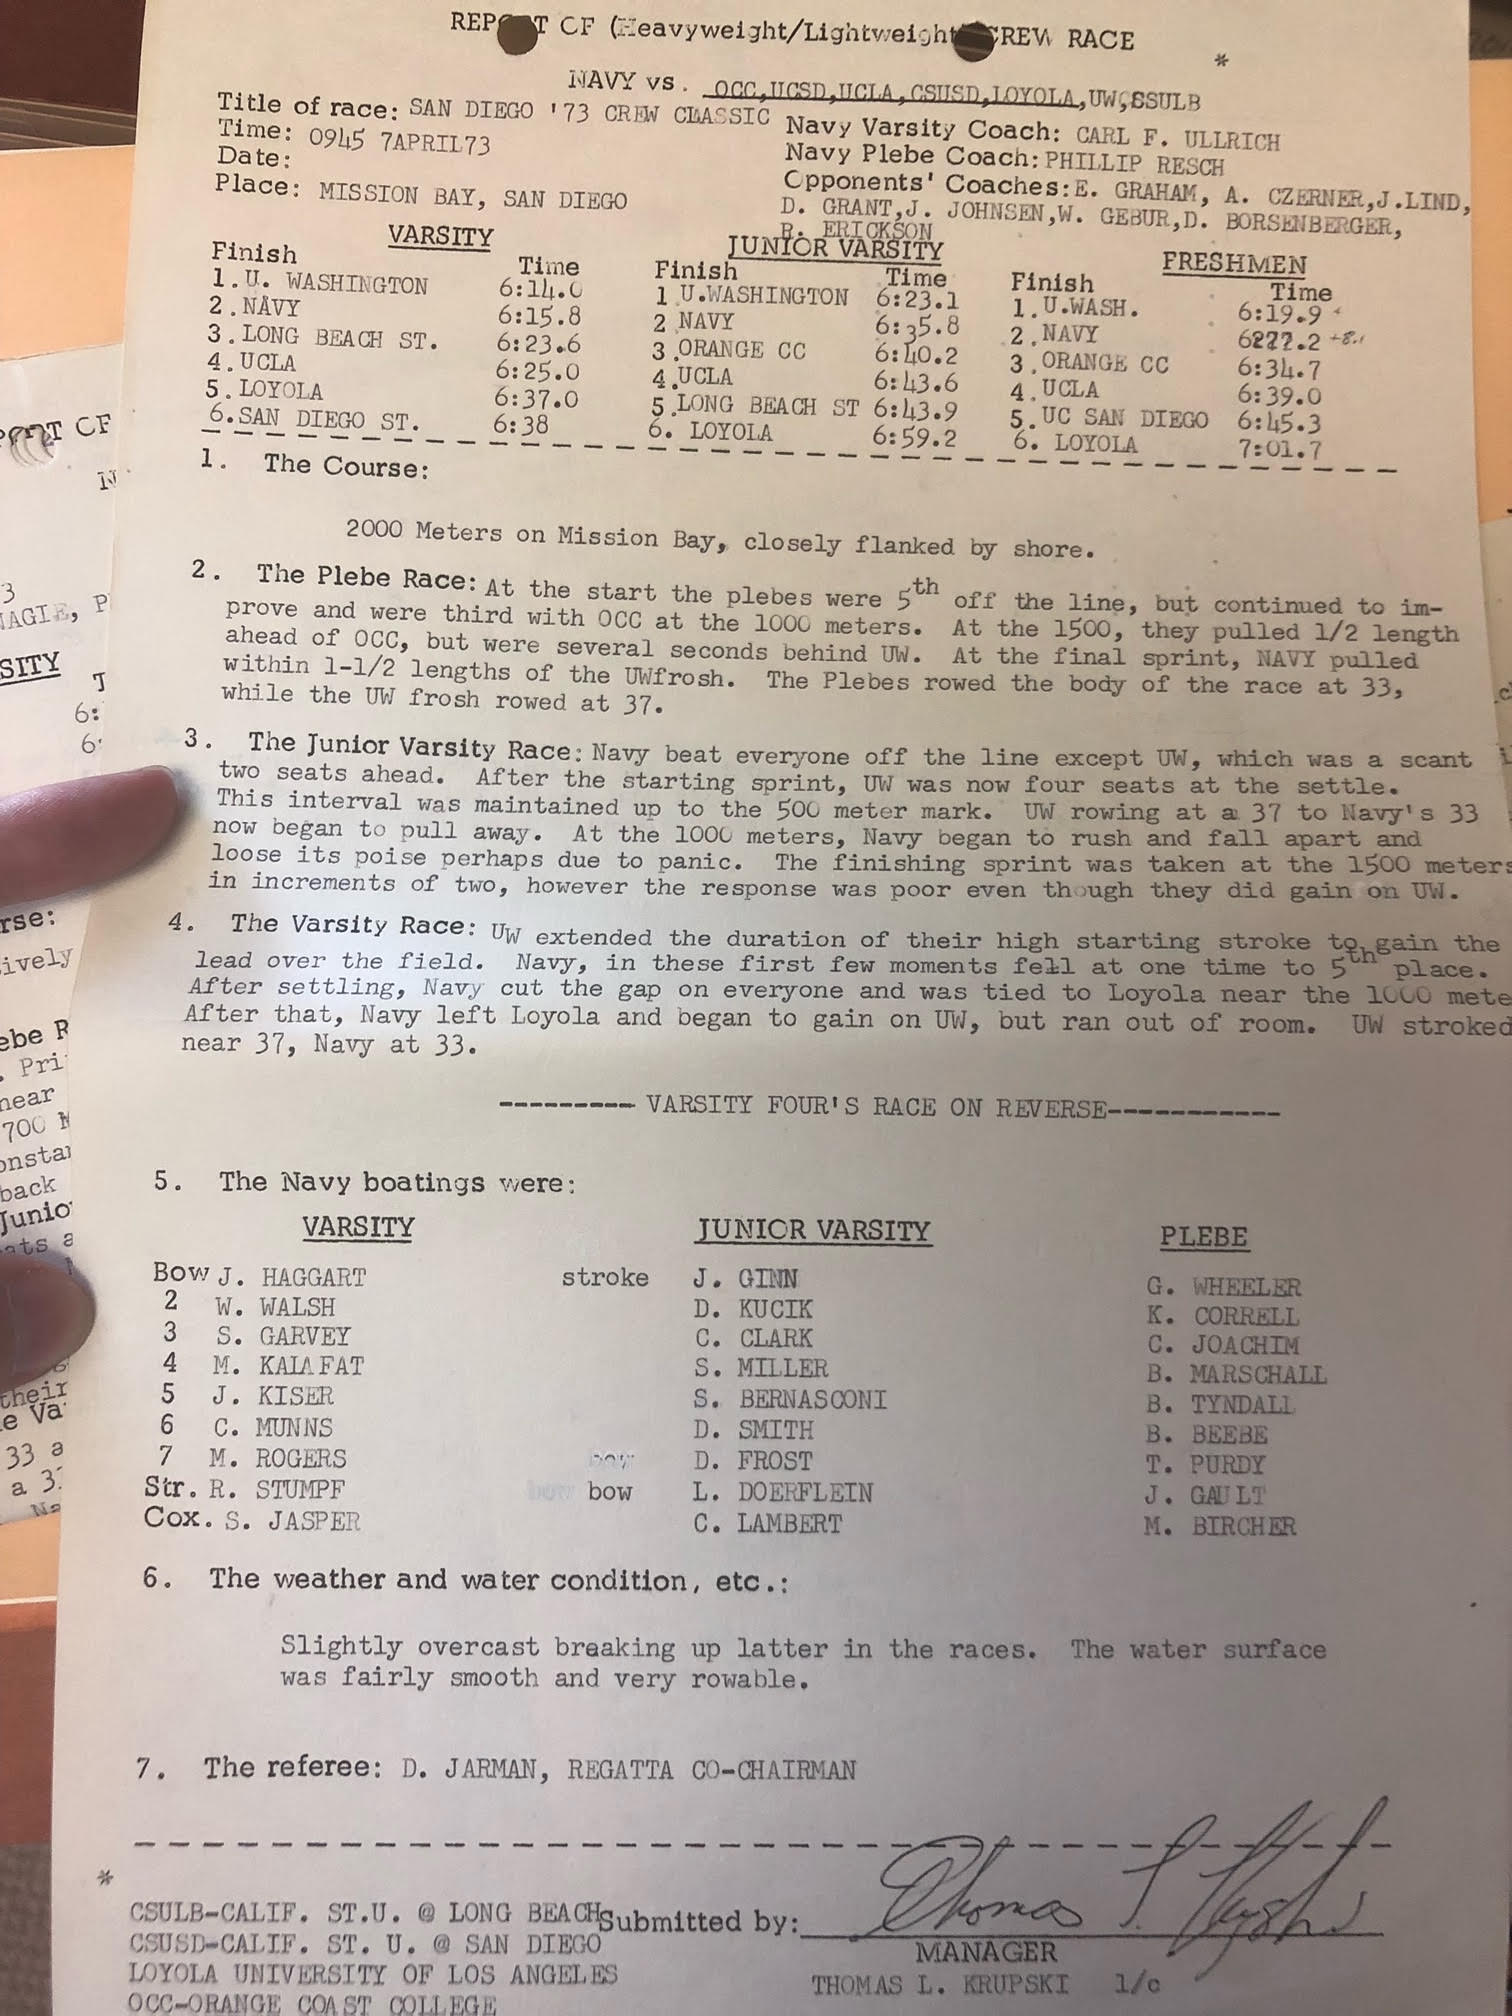 REPORT OF (Heavyweight/Lightweight) CREW RACE
*
NAVY vs. OCC,UCSD,UCLA,CSUSD,LOYOLA,UW,CSULB
Title of race: SAN DIEGO '73 CREW CLASSIC
Time: 0945 7APRIL73
Date:
Place: MISSION BAY, SAN DIEGO
Navy Varsity Coach: CARL F. ULLRICH
Navy Plebe Coach: PHILLIP RESCH
Opponents' Coaches: E. GRAHAM, A. CZERNER, J.LIND,
D. GRANT,J. JOHNSEN,W. GEBUR,D. BORSENBERGER,
R. ERICKSON
VARSITY
Finish Time
1. U. WASHINGTON 6:14.0
2. NAVY 6:15.8
3. LONG BEACH ST. 6:23.6
4. UCLA 6:25.0
5. LOYOLA 6:37.0
6. SAN DIEGO ST. 6:38
JUNIOR VARSITY
Finish Time
1 U.WASHINGTON 6:23.1
2 NAVY 6:35.8
3.ORANGE CC 6:40.2
4.UCLA 6:43.6
5.LONG BEACH ST 6:43.9
6. LOYOLA 6:59.2
FRESHMEN
Finish Time
1. U.WASH. 6:19.9
2. NAVY 6222.2
3. ORANGE CC 6:34.7
4. UCLA 6:39.0
5. UC SAN DIEGO 6:45.3
6. LOYOLA 7:01.7
1. The Course:
2000 Meters on Mission Bay, closely flanked by shore.
2. The Plebe Race: At the start the plebes were 5th off the line, but continued to im-
prove and were third with OCC at the 1000 meters. At the 1500, they pulled 1/2 length
ahead of OCC, but were several seconds behind UW. At the final sprint, NAVY pulled
within 1-1/2 lengths of the UWfrosh. The Plebes rowed the body of the race at 33,
while the UW frosh rowed at 37.
3. The Junior Varsity Race: Navy beat everyone off the line except UW, which was a scant
two seats ahead. After the starting sprint, UW was now four seats at the settle.
This interval was maintained up to the 500 meter mark. UW rowing at a 37 to Navy's 33
now began to pull away. At the 1000 meters, Navy began to rush and fall apart and
loose its poise perhaps due to panic. The finishing sprint was taken at the 1500 meters
in increments of two, however the response was poor even though they did gain on UW.
4. The Varsity Race: UW extended the duration of their high starting stroke to gain the
lead over the field. Navy, in these first few moments fell at one time to 5th place.
After settling, Navy cut the gap on everyone and was tied to Loyola near the 1000 mete
After that, Navy left Loyola and began to gain on UW, but ran out of room. UW stroked
near 37, Navy at 33.
--------- VARSITY FOUR'S RACE ON REVERSE-----------
5. The Navy boatings were:
VARSITY JUNIOR VARSITY PLEBE
Bow J. HAGGART stroke J. GINN G. WHEELER
2 W. WALSH D. KUCIK K. CORRELL
3 S. GARVEY C. CLARK C. JOACHIM
4 M. KALAFAT S. MILLER B. MARSCHALL
5 J. KISER S. BERNASCONI B. TYNDALL
6 C. MUNNS D. SMITH B. BEEBE
7 M. ROGERS bow D. FROST T. PURDY
Str. R. STUMPF bow bow L. DOERFLEIN J. GAULT
Cox. S. JASPER C. LAMBERT M. BIRCHER
6. The weather and water condition, etc.:
Slightly overcast breaking up latter in the races. The water surface
was fairly smooth and very rowable.
7. The referee: D. JARMAN, REGATTA CO-CHAIRMAN
*
CSULB-CALIF. ST.U. @ LONG BEACH
CSUSD-CALIF. ST. U. @ SAN DIEGO
LOYOLA UNIVERSITY OF LOS ANGELES
OCC-ORANGE COAST COLLEGE
Submitted by:
MANAGER
THOMAS L. KRUPSKI 1/c